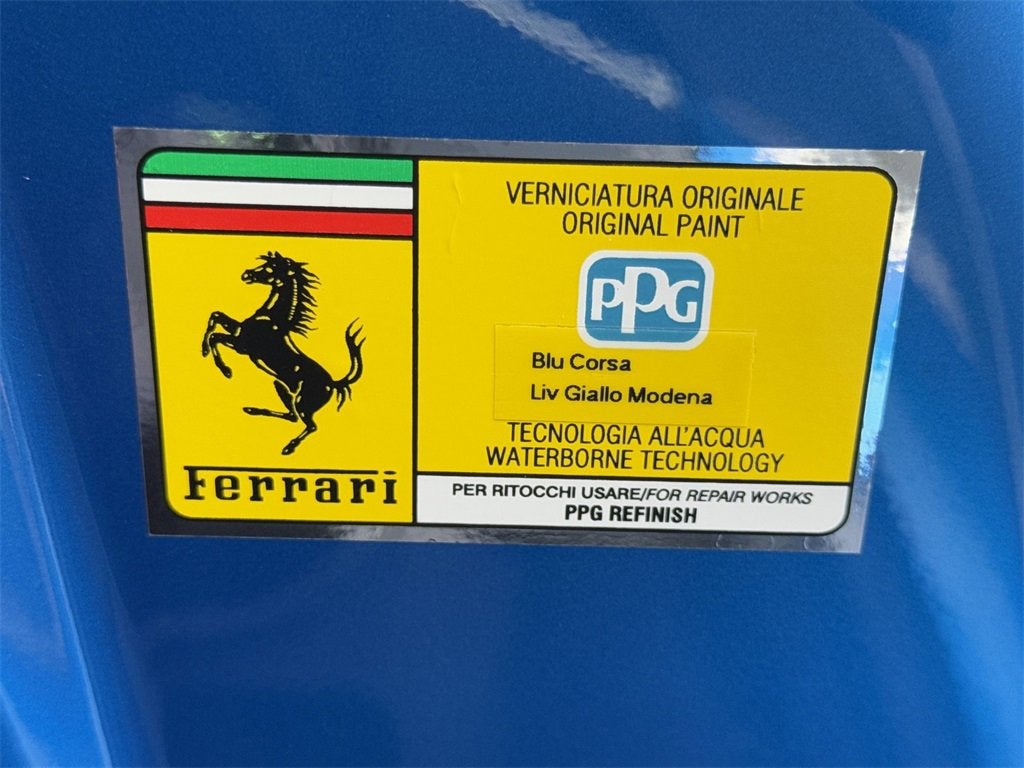 Ferrari
VERNICIATURA ORIGINALE
ORIGINAL PAINT
PPG
Blu Corsa
Liv Giallo Modena
TECNOLOGIA ALL'ACQUA
WATERBORNE TECHNOLOGY
PER RITOCCHI USARE/FOR REPAIR WORKS
PPG REFINISH